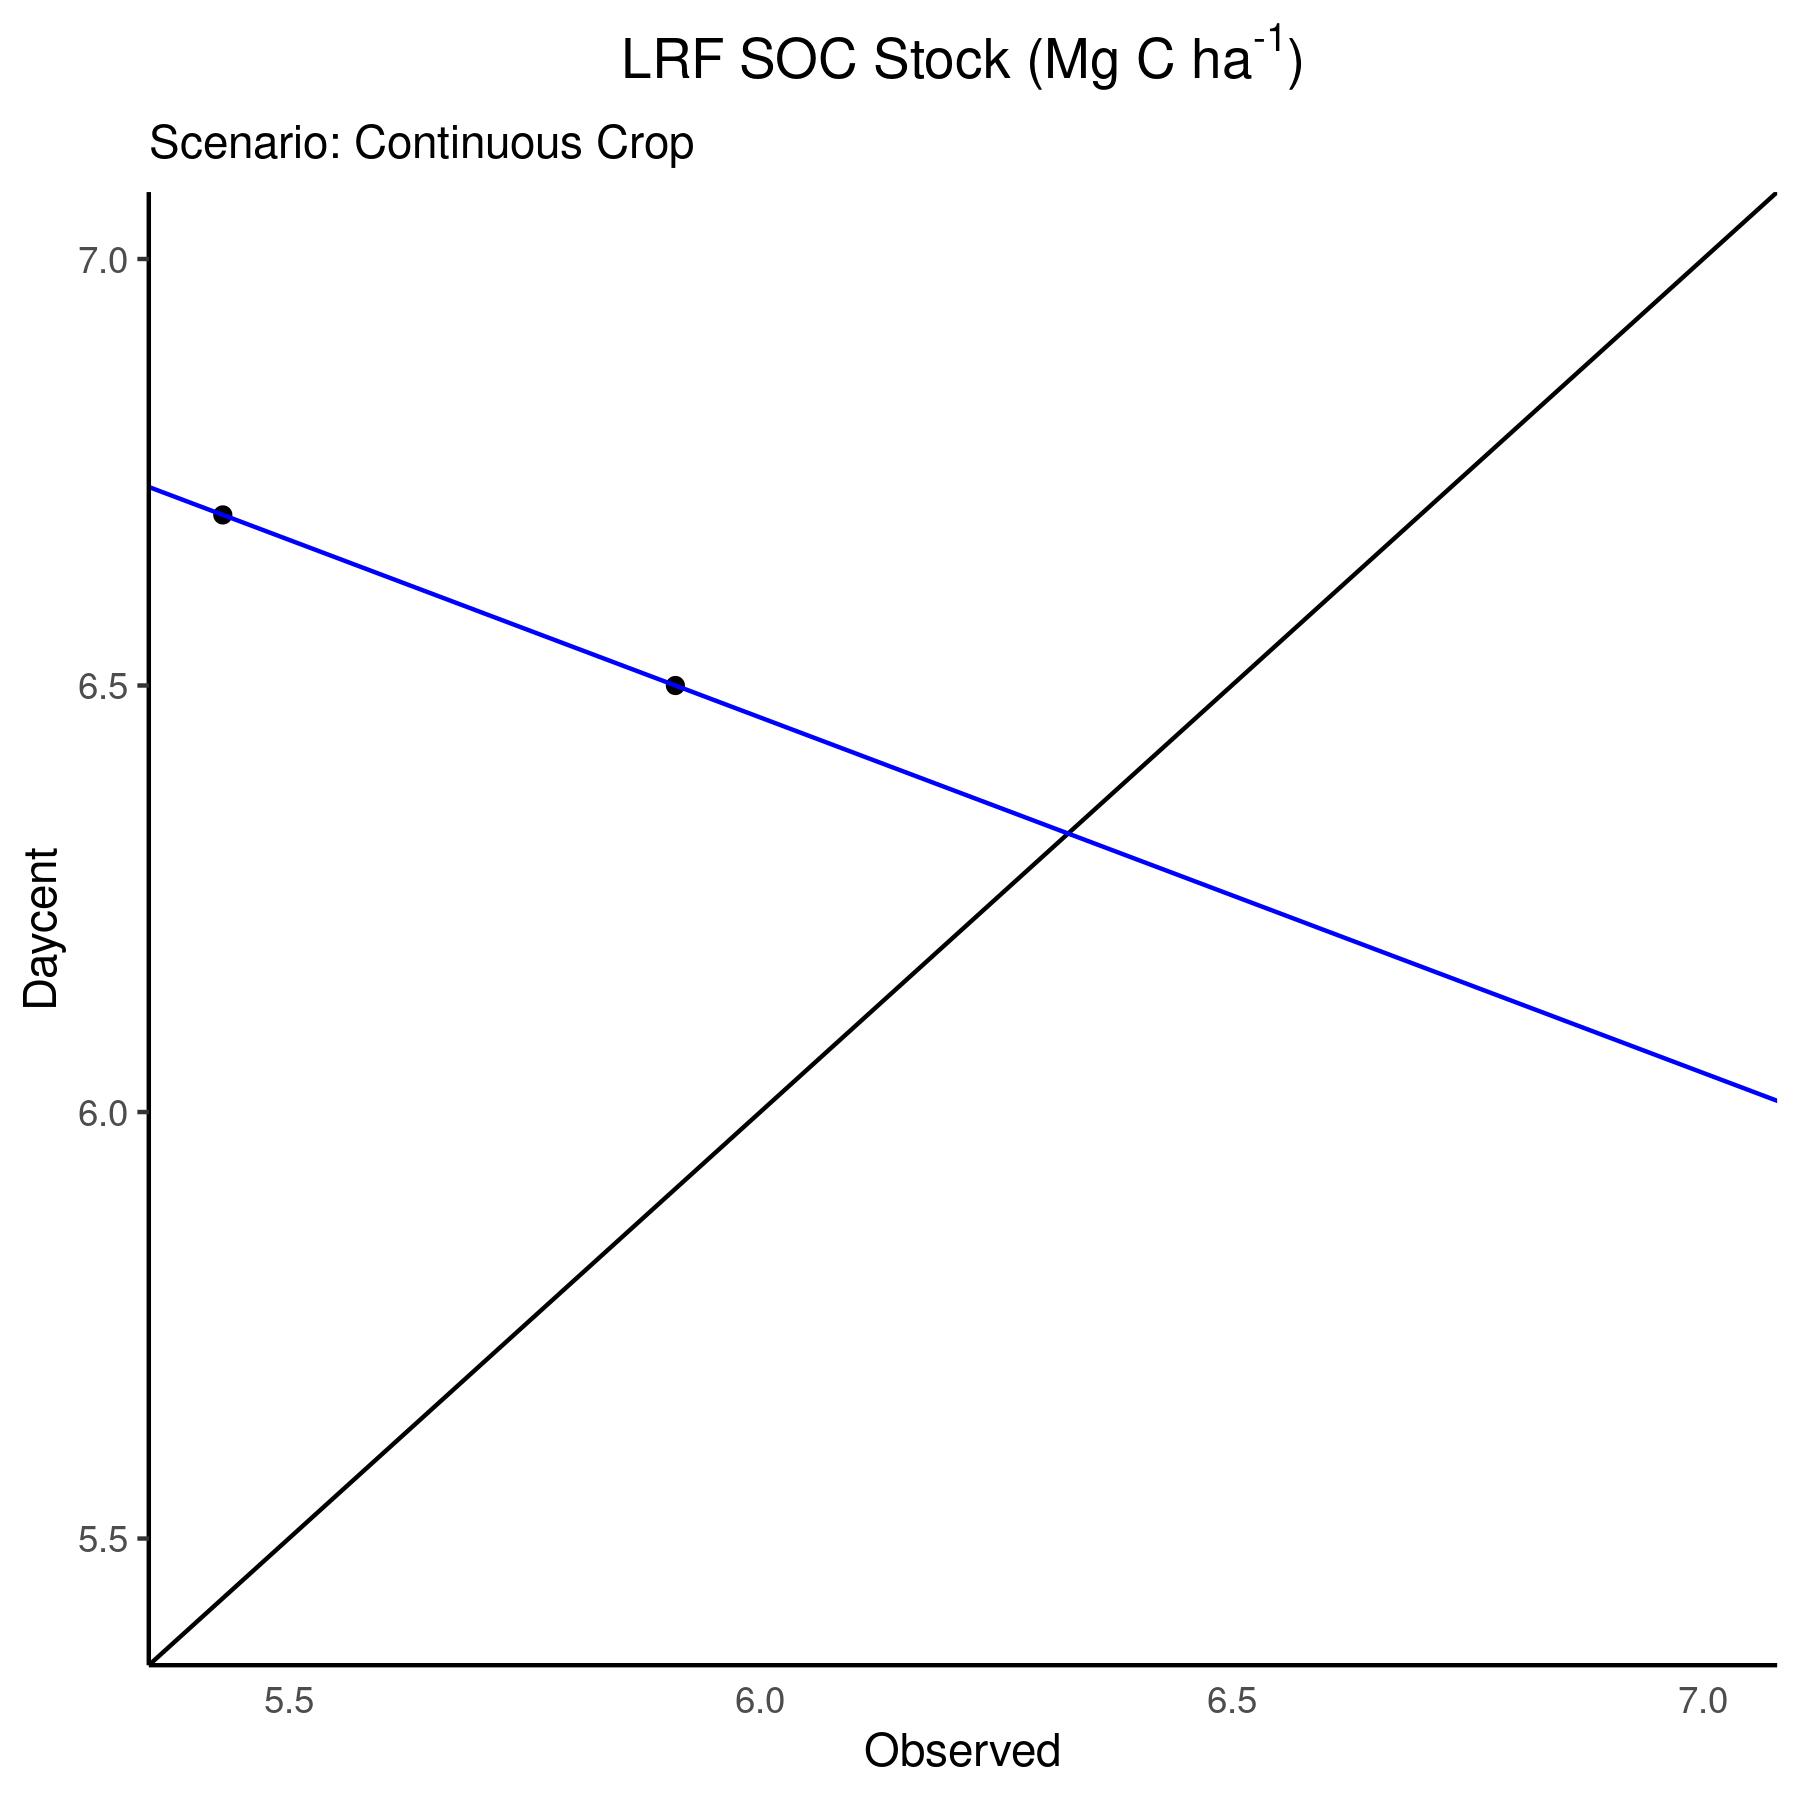 LRF SOC Stock (Mg C ha⁻¹)
Scenario: Continuous Crop
7.0
6.5
6.0
5.5
Daycent
5.5 6.0 6.5 7.0
Observed